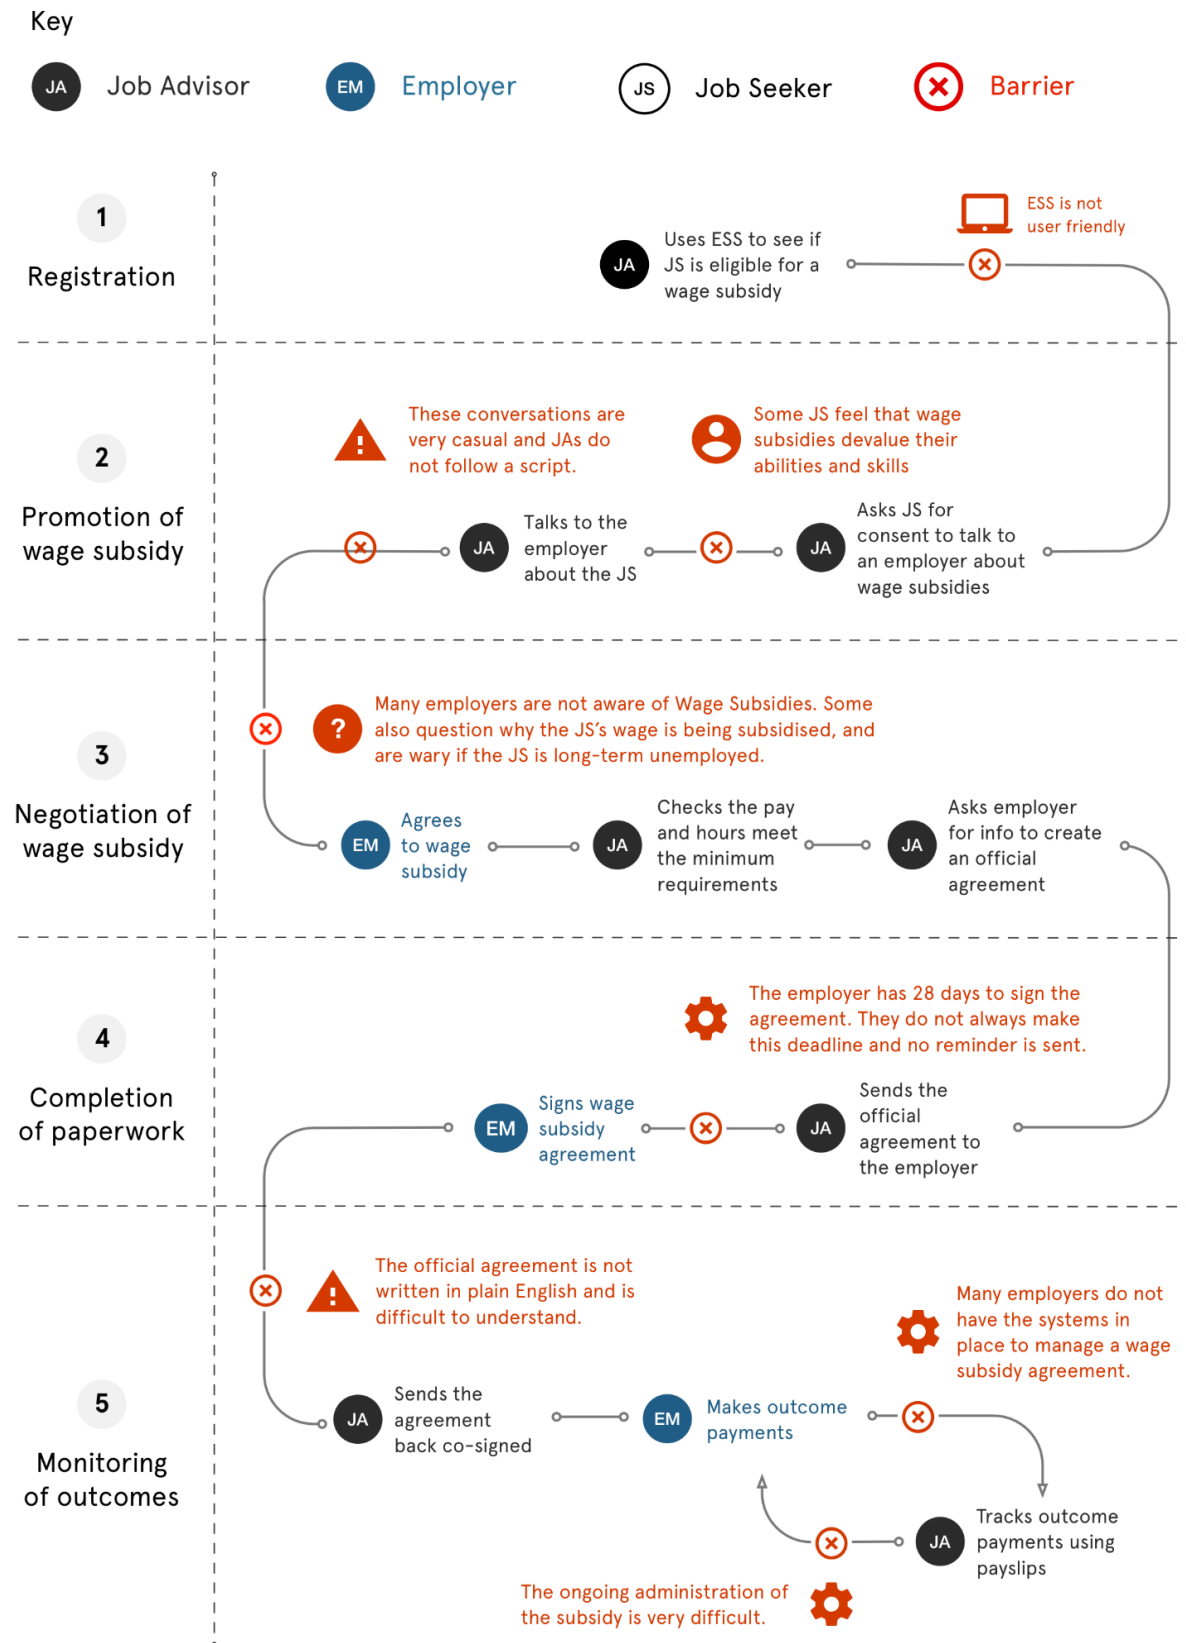 Key
JA
Job Advisor
EM
Employer
JS
Job Seeker
Barrier
1
Registration
JA
Uses ESS to see if
JS is eligible for a
wage subsidy
ESS is not
user friendly
2
Promotion of
wage subsidy
These conversations are
very casual and JAs do
not follow a script.
Some JS feel that wage
subsidies devalue their
abilities and skills
JA
Talks to the
employer
about the JS
JA
Asks JS for
consent to talk to
an employer about
wage subsidies
3
Negotiation of
wage subsidy
?
Many employers are not aware of Wage Subsidies. Some
also question why the JS’s wage is being subsidised, and
are wary if the JS is long-term unemployed.
EM
Agrees
to wage
subsidy
JA
Checks the pay
and hours meet
the minimum
requirements
JA
Asks employer
for info to create
an official
agreement
4
Completion
of paperwork
The employer has 28 days to sign the
agreement. They do not always make
this deadline and no reminder is sent.
EM
Signs wage
subsidy
agreement
JA
Sends the
official
agreement to
the employer
5
Monitoring
of outcomes
The official agreement is not
written in plain English and is
difficult to understand.
Many employers do not
have the systems in
place to manage a wage
subsidy agreement.
JA
Sends the
agreement
back co-signed
EM
Makes outcome
payments
JA
Tracks outcome
payments using
payslips
The ongoing administration of
the subsidy is very difficult.